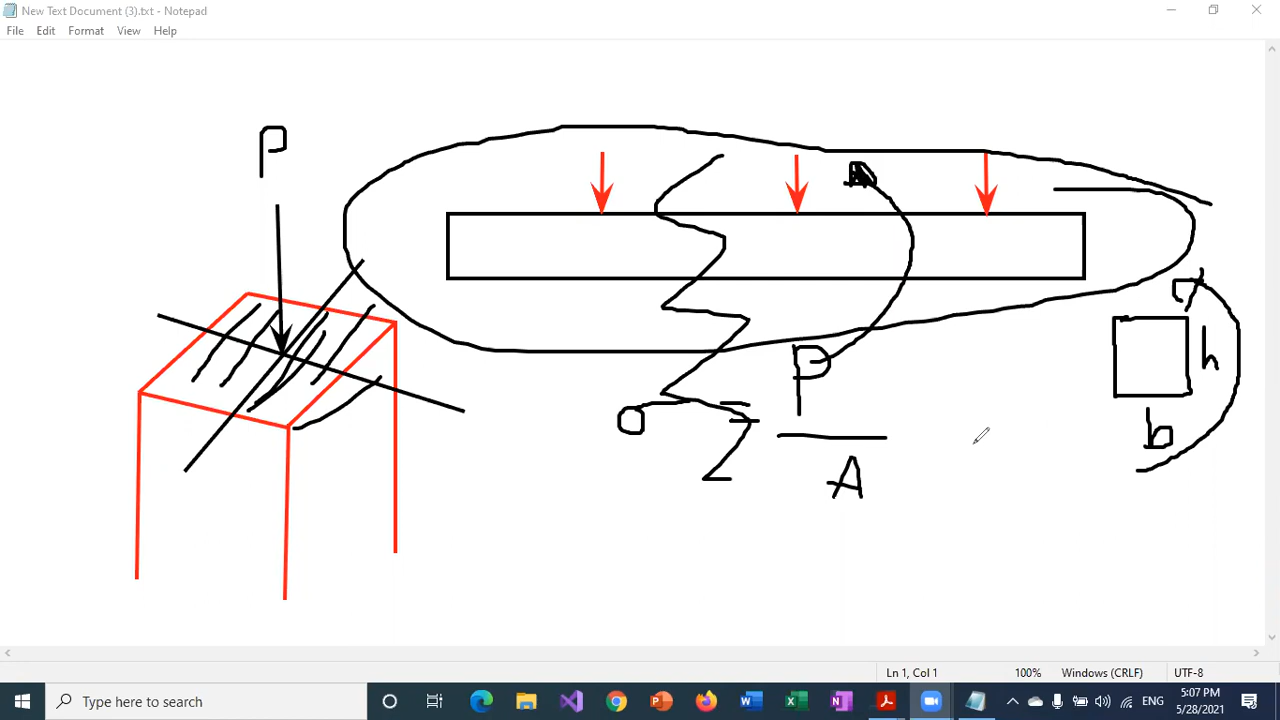 New Text Document (3).txt - Notepad
File Edit Format View Help
P
σ = P
A
h
b
Ln 1, Col 1 100% Windows (CRLF) UTF-8
Type here to search
ENG
5:07 PM
5/28/2021